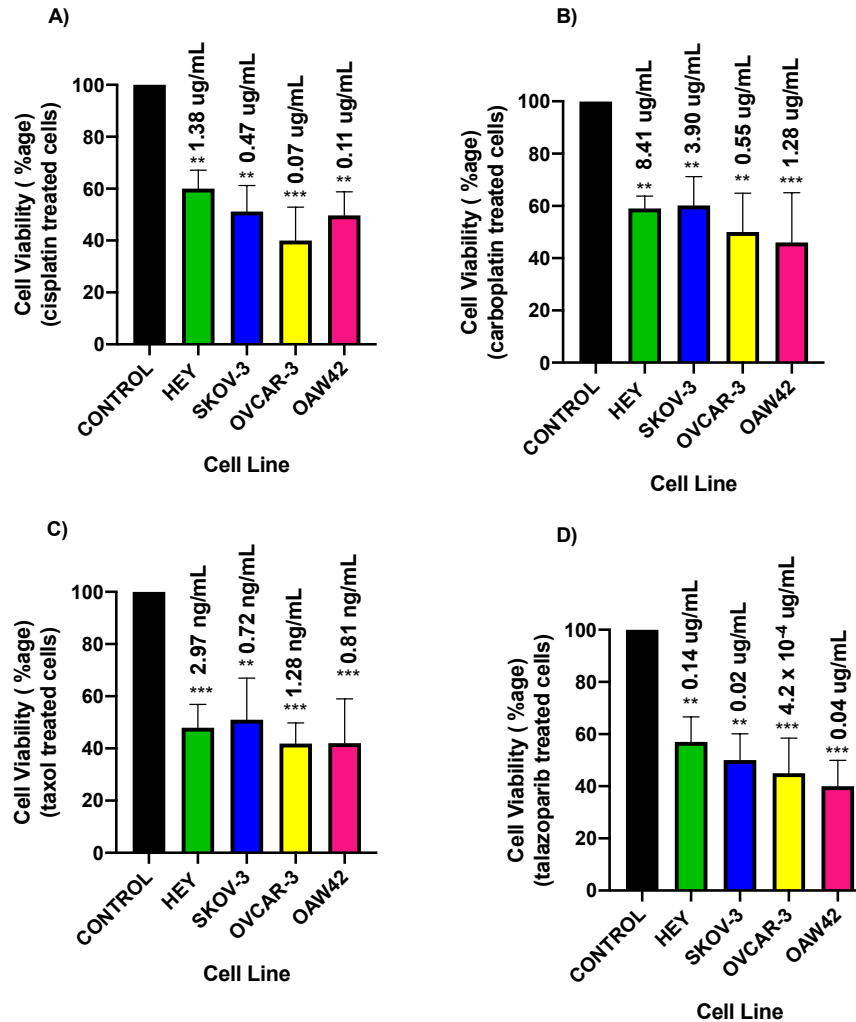 A)
Cell Viability ( %age)
(cisplatin treated cells)
100
80
60
40
20
0
** 1.38 ug/mL
** 0.47 ug/mL
*** 0.07 ug/mL
** 0.11 ug/mL
CONTROL
HEY
SKOV-3
OVCAR-3
OAW42
Cell Line
B)
Cell Viability ( %age)
(carboplatin treated cells)
100
80
60
40
20
0
** 8.41 ug/mL
** 3.90 ug/mL
** 0.55 ug/mL
*** 1.28 ug/mL
CONTROL
HEY
SKOV-3
OVCAR-3
OAW42
Cell Line
C)
Cell Viability ( %age)
(taxol treated cells)
100
80
60
40
20
0
*** 2.97 ng/mL
** 0.72 ng/mL
*** 1.28 ng/mL
*** 0.81 ng/mL
CONTROL
HEY
SKOV-3
OVCAR-3
OAW42
Cell Line
D)
Cell Viability ( %age)
(talazoparib treated cells)
100
80
60
40
20
0
** 0.14 ug/mL
** 0.02 ug/mL
*** 4.2 x 10⁻⁴ ug/mL
*** 0.04 ug/mL
CONTROL
HEY
SKOV-3
OVCAR-3
OAW42
Cell Line